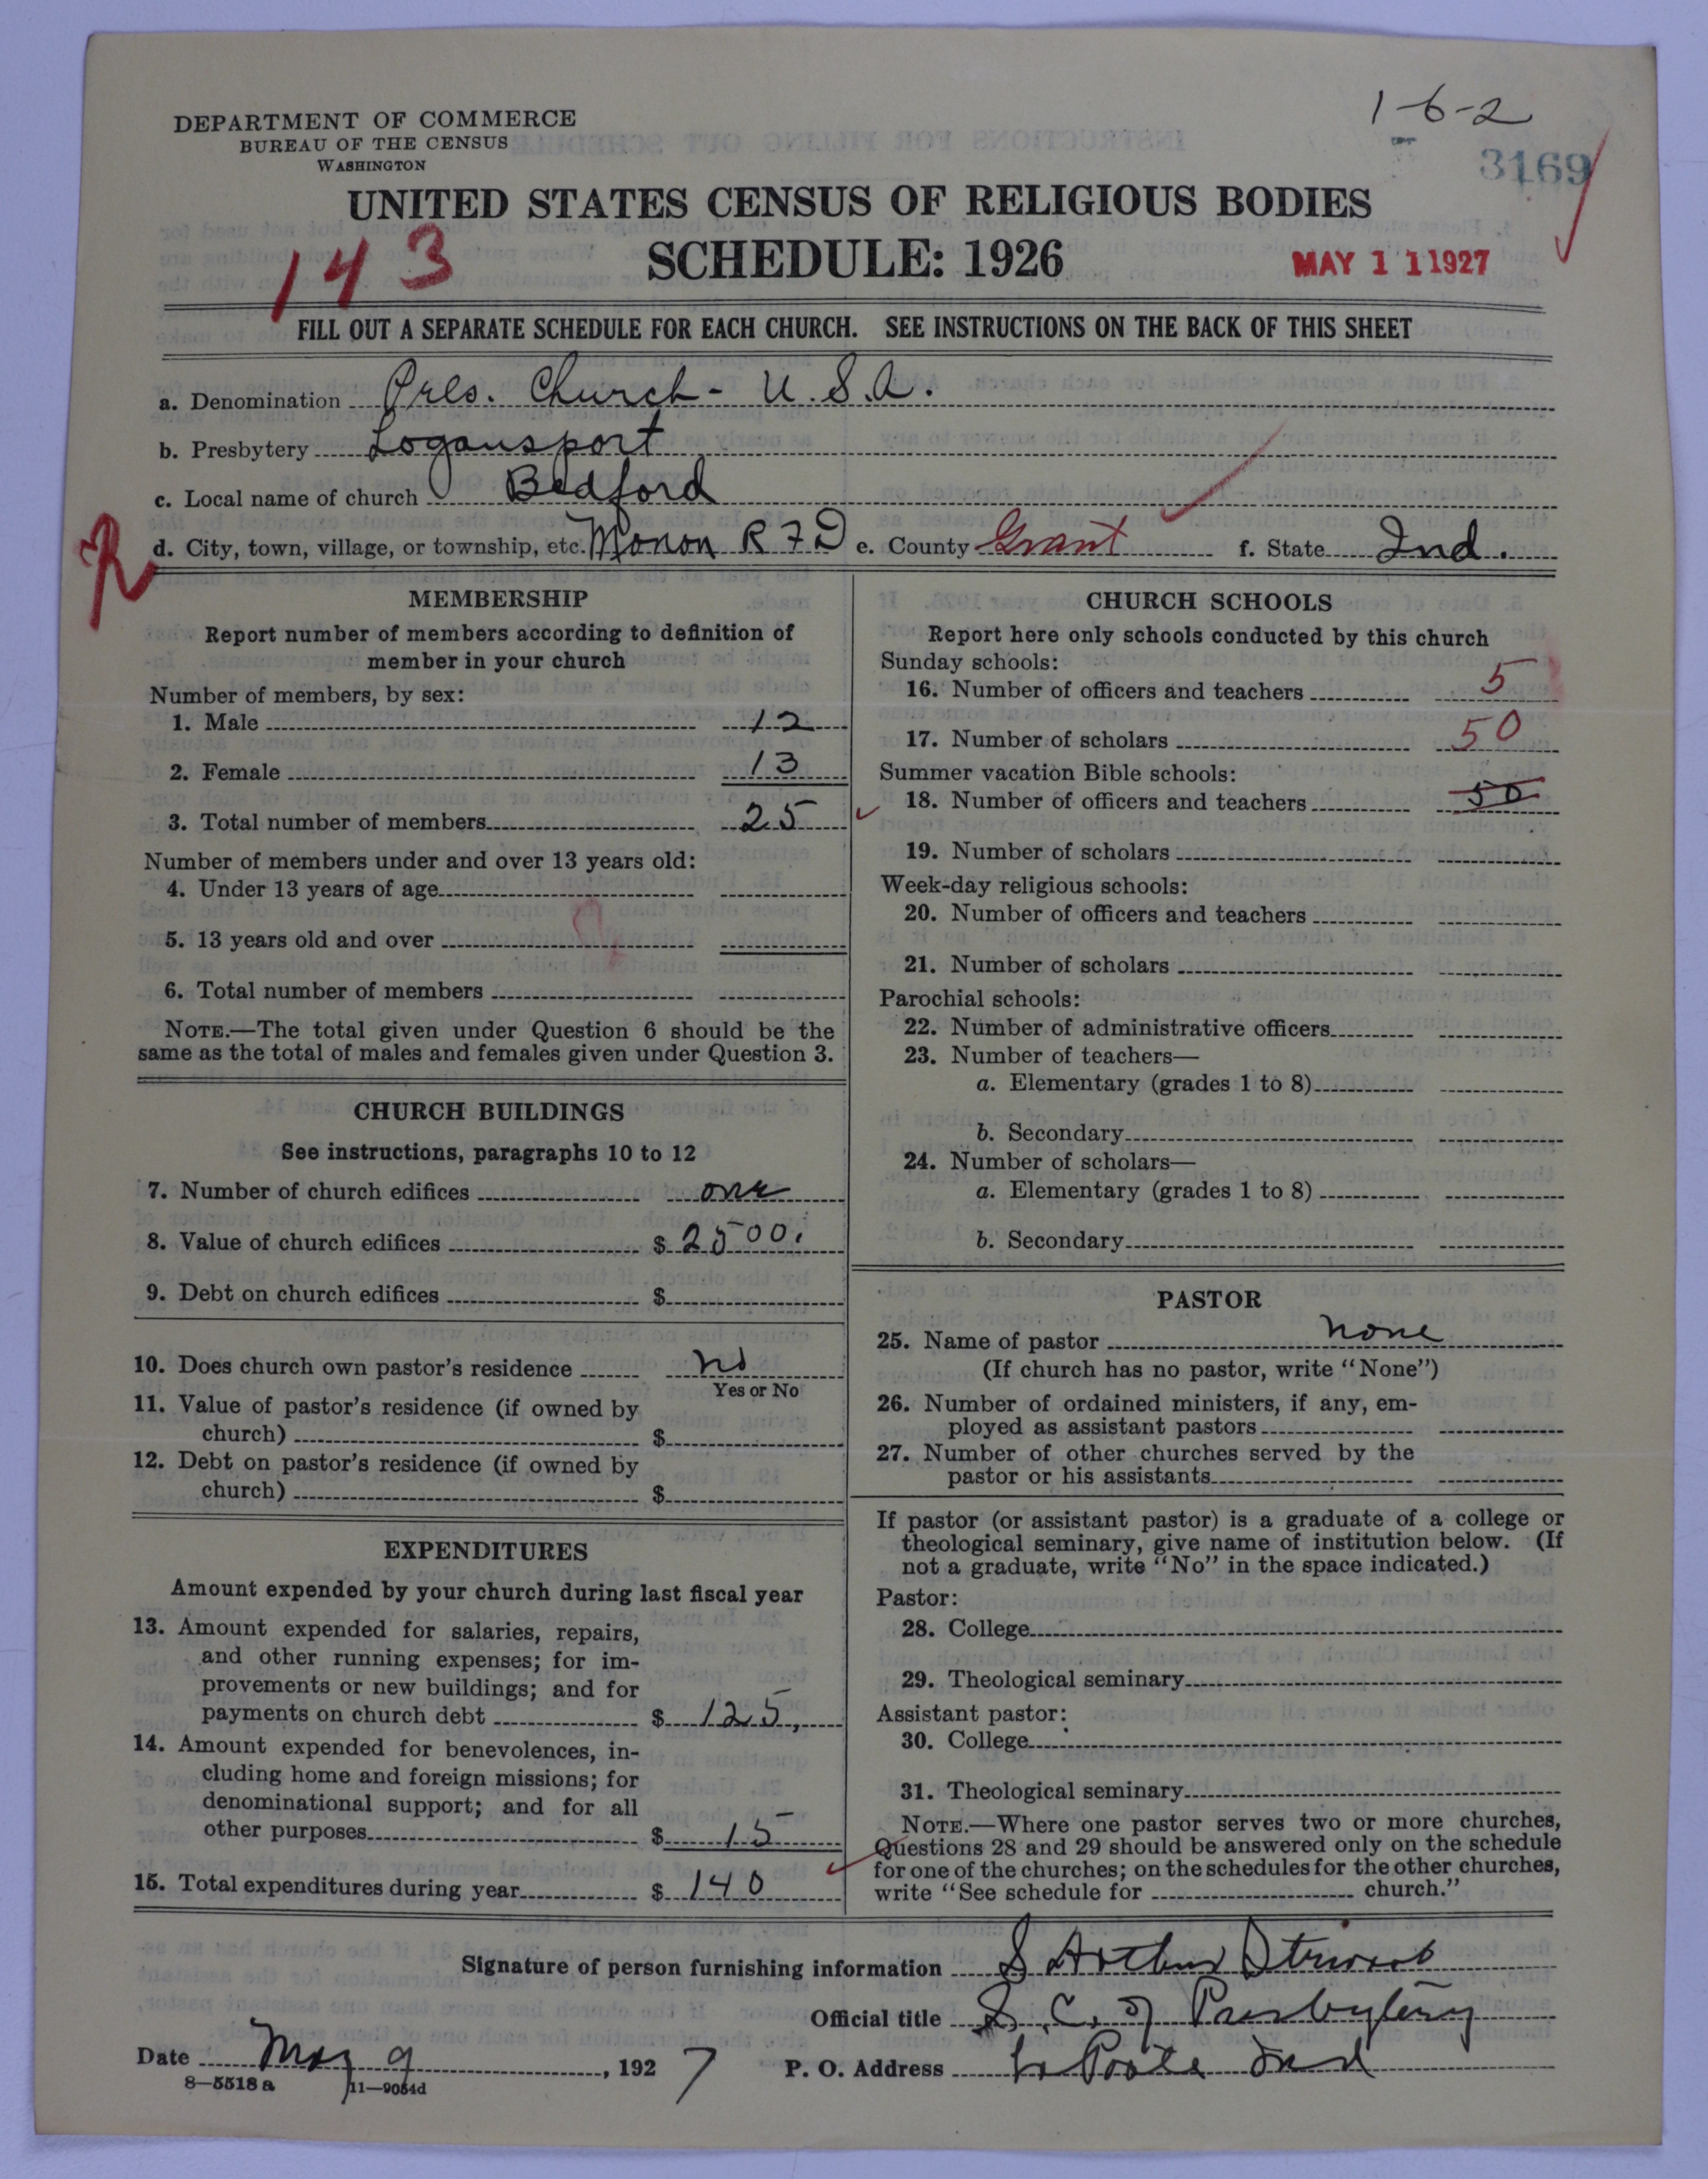 1-6-2
3169
DEPARTMENT OF COMMERCE
BUREAU OF THE CENSUS
WASHINGTON
UNITED STATES CENSUS OF RELIGIOUS BODIES
143
SCHEDULE: 1926
MAY 11 1927
FILL OUT A SEPARATE SCHEDULE FOR EACH CHURCH. SEE INSTRUCTIONS ON THE BACK OF THIS SHEET
a. Denomination Pres. Church - U.S.A.
b. Presbytery Logansport
c. Local name of church Bedford
R
d. City, town, village, or township, etc. Monon R F D e. County Grant f. State Ind.
MEMBERSHIP
Report number of members according to definition of
member in your church
Number of members, by sex:
1. Male 12
2. Female 13
3. Total number of members 25
Number of members under and over 13 years old:
4. Under 13 years of age
5. 13 years old and over
6. Total number of members
NOTE.—The total given under Question 6 should be the
same as the total of males and females given under Question 3.
CHURCH BUILDINGS
See instructions, paragraphs 10 to 12
7. Number of church edifices one
8. Value of church edifices $ 2500.
9. Debt on church edifices $
10. Does church own pastor's residence no
Yes or No
11. Value of pastor's residence (if owned by
church) $
12. Debt on pastor's residence (if owned by
church) $
EXPENDITURES
Amount expended by your church during last fiscal year
13. Amount expended for salaries, repairs,
and other running expenses; for im-
provements or new buildings; and for
payments on church debt $ 125,
14. Amount expended for benevolences, in-
cluding home and foreign missions; for
denominational support; and for all
other purposes $ 15
15. Total expenditures during year $ 140
CHURCH SCHOOLS
Report here only schools conducted by this church
Sunday schools:
16. Number of officers and teachers 5
17. Number of scholars 50
Summer vacation Bible schools:
18. Number of officers and teachers 50
19. Number of scholars
Week-day religious schools:
20. Number of officers and teachers
21. Number of scholars
Parochial schools:
22. Number of administrative officers
23. Number of teachers—
a. Elementary (grades 1 to 8)
b. Secondary
24. Number of scholars—
a. Elementary (grades 1 to 8)
b. Secondary
PASTOR
25. Name of pastor none
(If church has no pastor, write "None")
26. Number of ordained ministers, if any, em-
ployed as assistant pastors
27. Number of other churches served by the
pastor or his assistants
If pastor (or assistant pastor) is a graduate of a college or
theological seminary, give name of institution below. (If
not a graduate, write "No" in the space indicated.)
Pastor:
28. College
29. Theological seminary
Assistant pastor:
30. College
31. Theological seminary
NOTE.—Where one pastor serves two or more churches,
Questions 28 and 29 should be answered only on the schedule
for one of the churches; on the schedules for the other churches,
write "See schedule for church."
Signature of person furnishing information S Arthur
Official title S. C. of Presbytery
Date May 9, 1927 P. O. Address La Porte Ind
8—5518 a 11—9054d